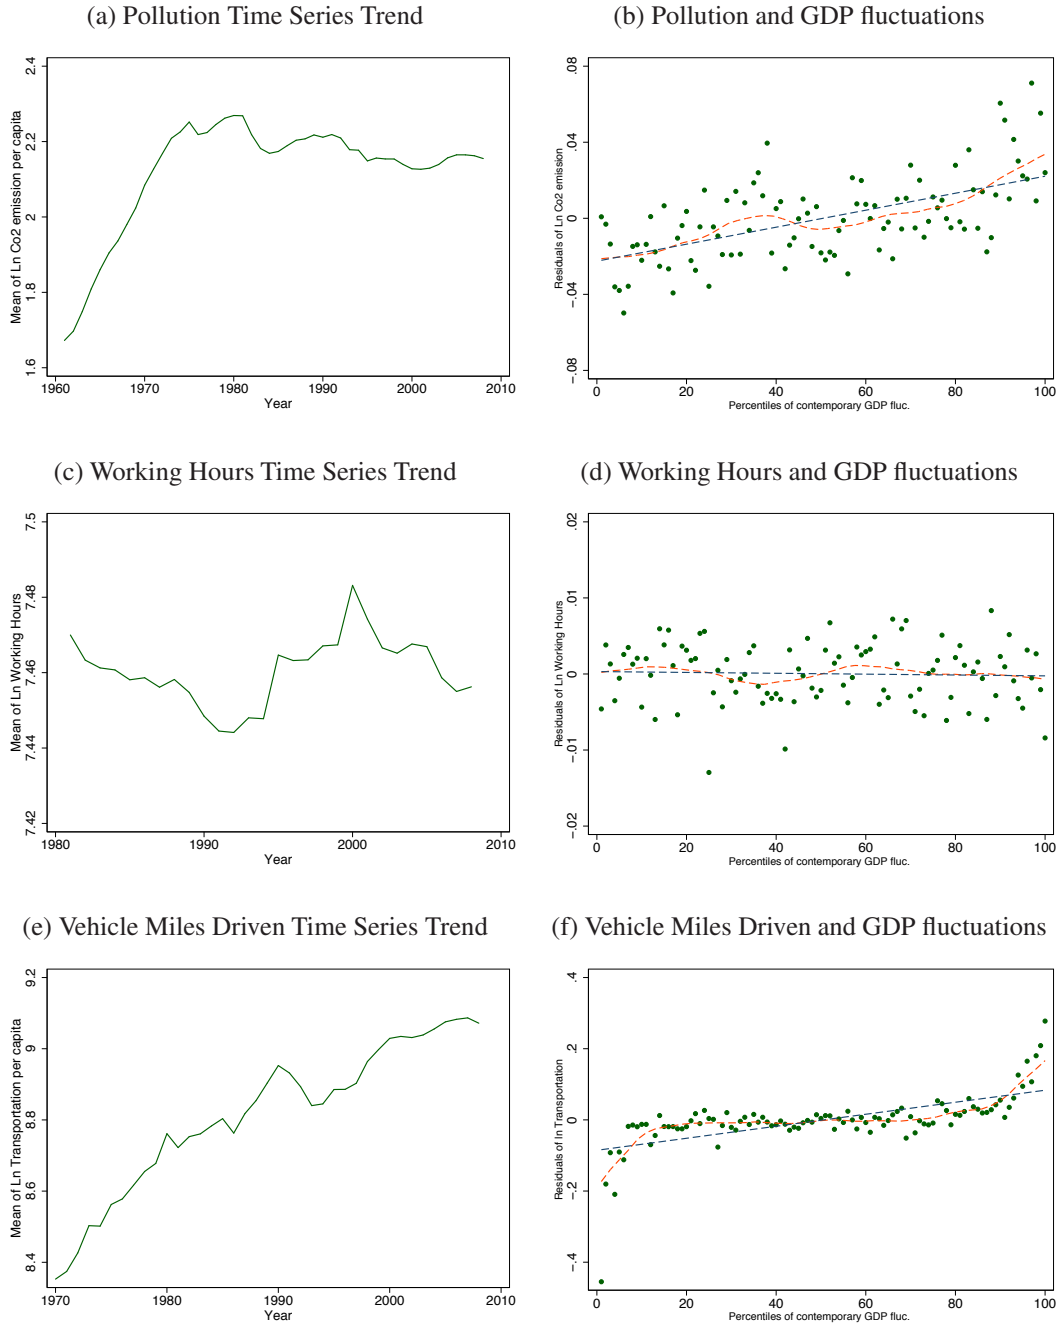 (a) Pollution Time Series Trend
Mean of Ln Co2 emission per capita
2.4
2.2
2
1.8
1.6
1960 1970 1980 1990 2000 2010
Year
(b) Pollution and GDP fluctuations
Residuals of Ln Co2 emission
.08
.04
0
-.04
-.08
0 20 40 60 80 100
Percentiles of contemporary GDP fluc.
(c) Working Hours Time Series Trend
Mean of Ln Working Hours
7.5
7.48
7.46
7.44
7.42
1980 1990 2000 2010
Year
(d) Working Hours and GDP fluctuations
Residuals of Ln Working Hours
.02
.01
0
-.01
-.02
0 20 40 60 80 100
Percentiles of contemporary GDP fluc.
(e) Vehicle Miles Driven Time Series Trend
Mean of Ln Transportation per capita
9.2
9
8.8
8.6
8.4
1970 1980 1990 2000 2010
Year
(f) Vehicle Miles Driven and GDP fluctuations
Residuals of ln Transportation
.4
.2
0
-.2
-.4
0 20 40 60 80 100
Percentiles of contemporary GDP fluc.